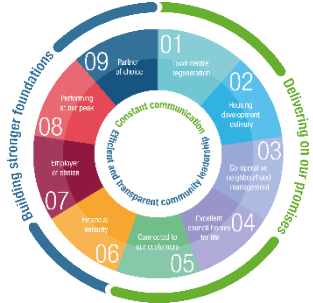 Building stronger foundations
Delivering on our promises
Constant communication
Efficient and transparent community leadership
01
Town centre
regeneration
02
Housing
development
delivery
03
Co-operative
neighbourhood
management
04
Excellent
council homes
for life
05
Connected to
our customers
06
Financial
security
07
Employer
of choice
08
Performing
at our peak
09
Partner
of choice